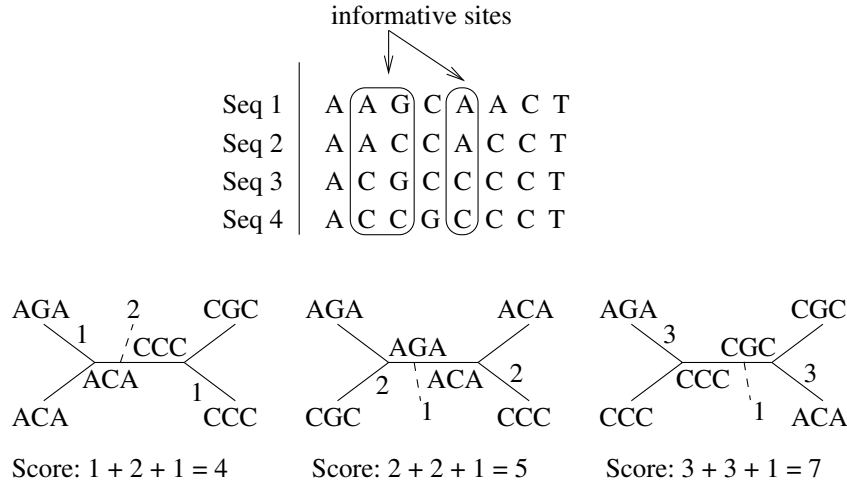 informative sites
Seq 1 A A G C A A C T
Seq 2 A A C C A C C T
Seq 3 A C G C C C C T
Seq 4 A C C G C C C T
AGA 2 CGC
1 CCC
ACA 1
ACA CCC
Score: 1 + 2 + 1 = 4
AGA ACA
AGA
2 ACA 2
CGC 1 CCC
Score: 2 + 2 + 1 = 5
AGA CGC
3 CGC
CCC 3
CCC 1 ACA
Score: 3 + 3 + 1 = 7